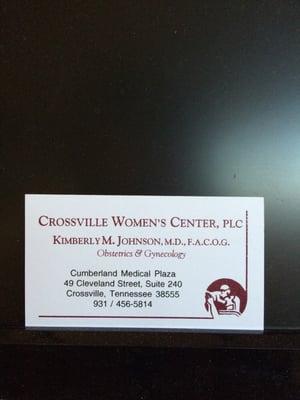 CROSSVILLE WOMEN'S CENTER, PLC
KIMBERLY M. JOHNSON, M.D., F.A.C.O.G.
Obstetrics & Gynecology
Cumberland Medical Plaza
49 Cleveland Street, Suite 240
Crossville, Tennessee 38555
931 / 456-5814